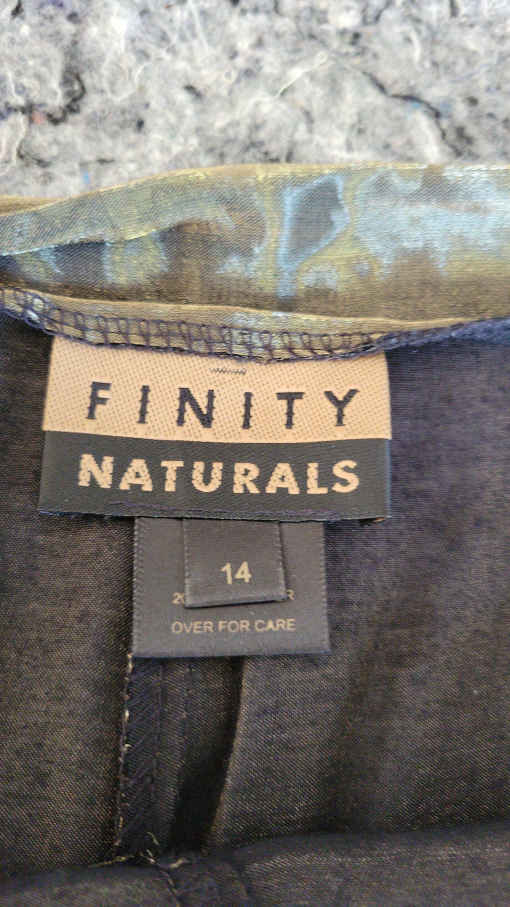 FINITY
NATURALS
14
OVER FOR CARE